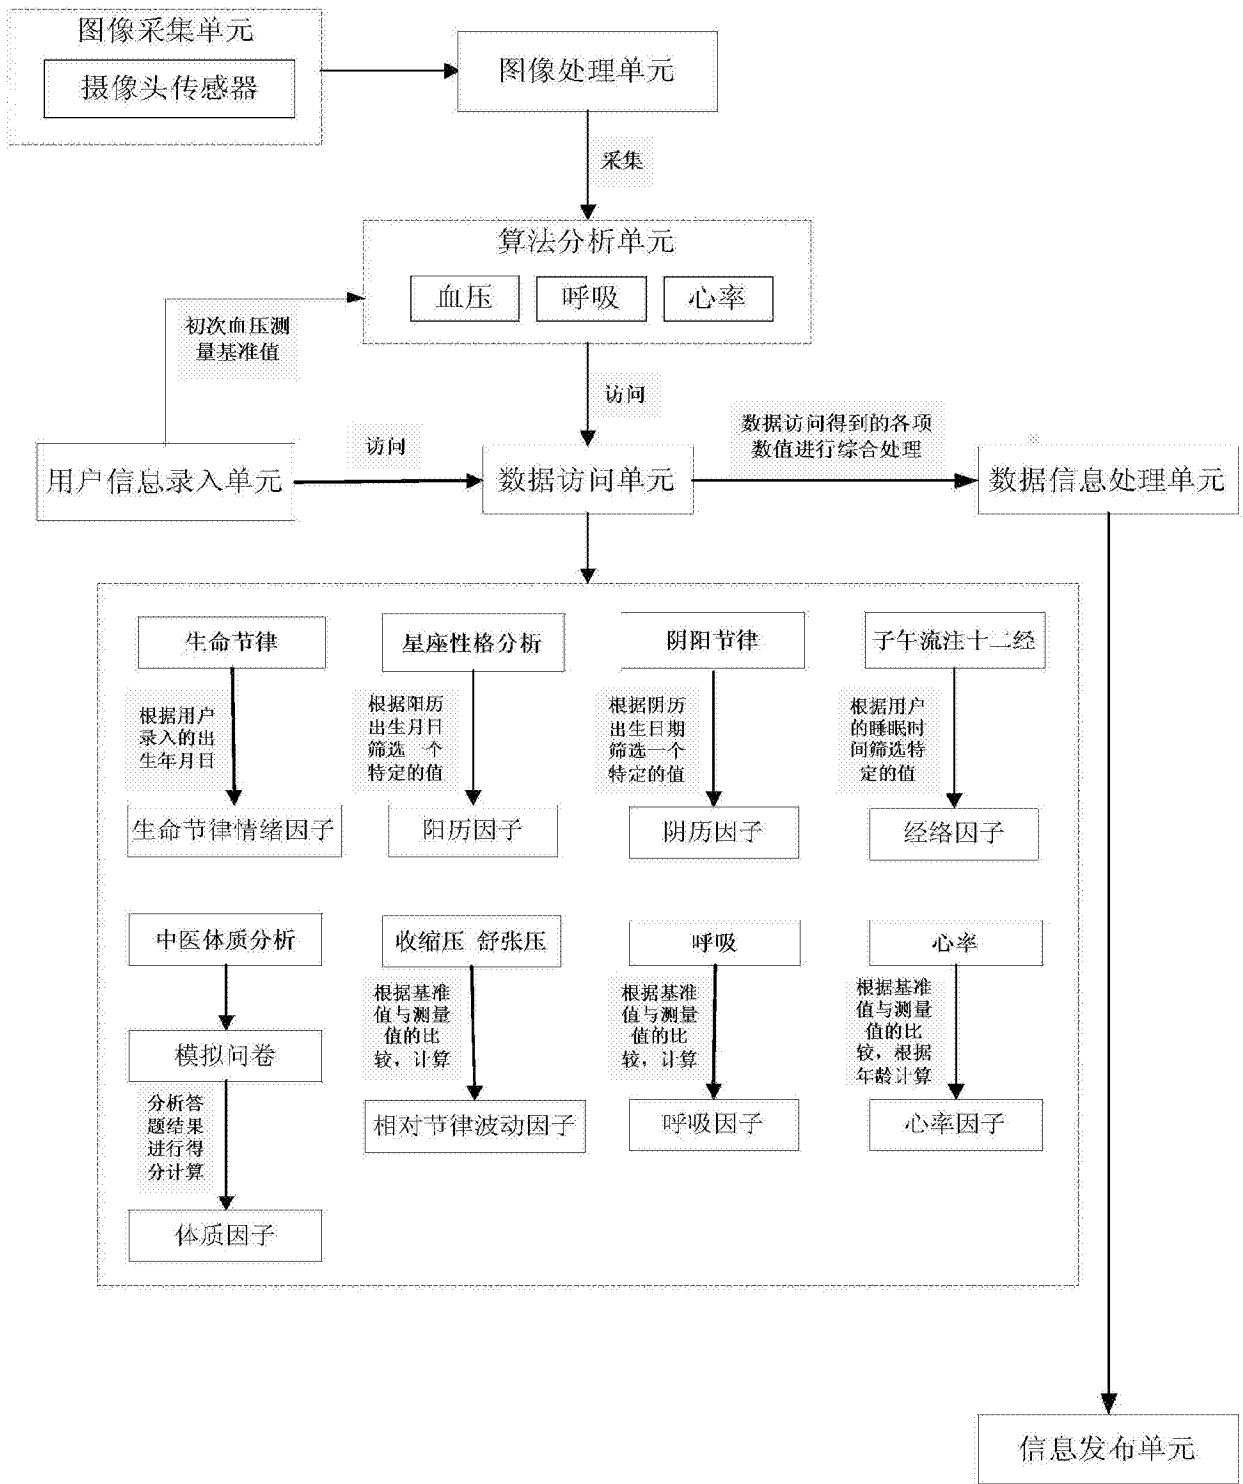 图像采集单元
摄像头传感器
图像处理单元
采集
算法分析单元
血压
呼吸
心率
初次血压测
量基准值
访问
访问
数据访问得到的各项
数值进行综合处理
用户信息录入单元
数据访问单元
数据信息处理单元
生命节律
星座性格分析
阴阳节律
子午流注十二经
根据用户
录入的出
生年月日
根据阳历
出生月日
筛选一个
特定的值
根据阴历
出生日期
筛选一个
特定的值
根据用户
的睡眠时
间筛选特
定的值
生命节律情绪因子
阳历因子
阴历因子
经络因子
中医体质分析
收缩压 舒张压
呼吸
心率
模拟问卷
根据基准
值与测量
值的比
较，计算
根据基准
值与测量
值的比
较，计算
根据基准
值与测量
值的比
较，根据
年龄计算
分析答
题结果
进行得
分计算
相对节律波动因子
呼吸因子
心率因子
体质因子
信息发布单元